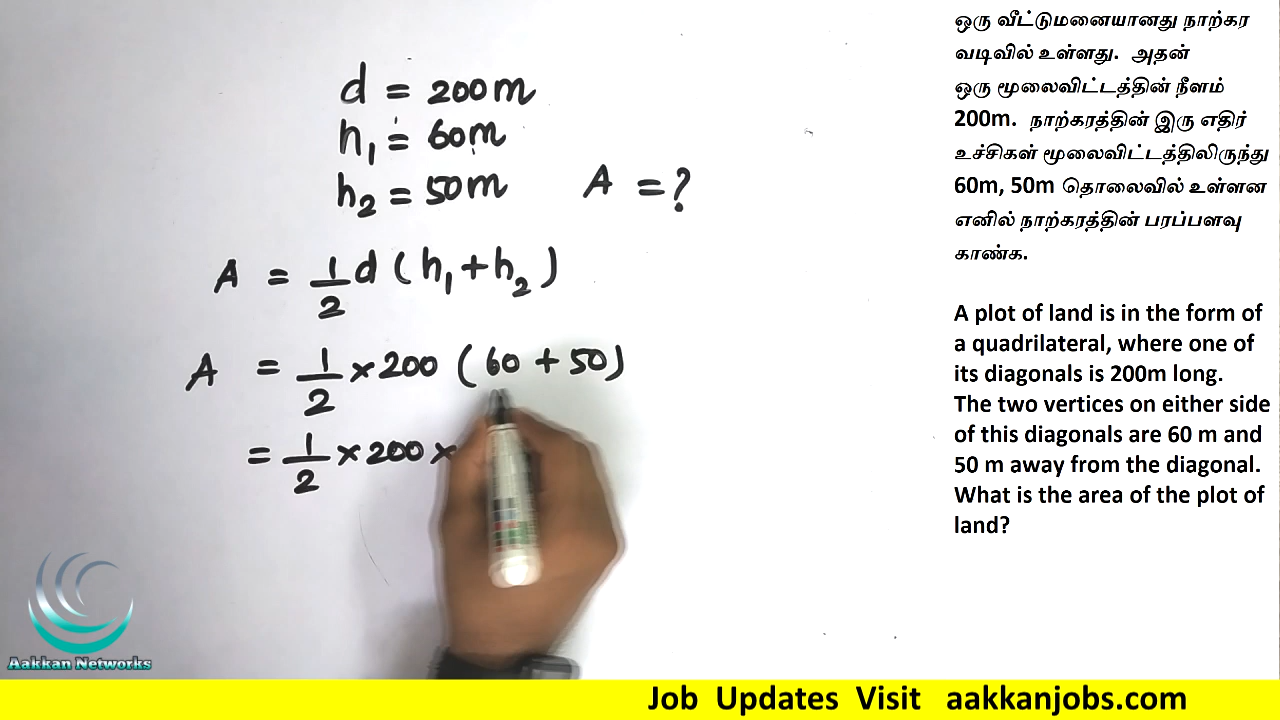 d = 200m
h₁ = 60m
h₂ = 50m
A = ?
A = 1/2 d (h₁ + h₂)
A = 1/2 × 200 (60 + 50)
= 1/2 × 200 ×
ஒரு வீட்டுமனையானது நாற்கர
வடிவில் உள்ளது. அதன்
ஒரு மூலைவிட்டத்தின் நீளம்
200m. நாற்கரத்தின் இரு எதிர்
உச்சிகள் மூலைவிட்டத்திலிருந்து
60m, 50m தொலைவில் உள்ளன
எனில் நாற்கரத்தின் பரப்பளவு
காண்க.
A plot of land is in the form of
a quadrilateral, where one of
its diagonals is 200m long.
The two vertices on either side
of this diagonals are 60 m and
50 m away from the diagonal.
What is the area of the plot of
land?
Aakkan Networks
Job Updates Visit aakkanjobs.com